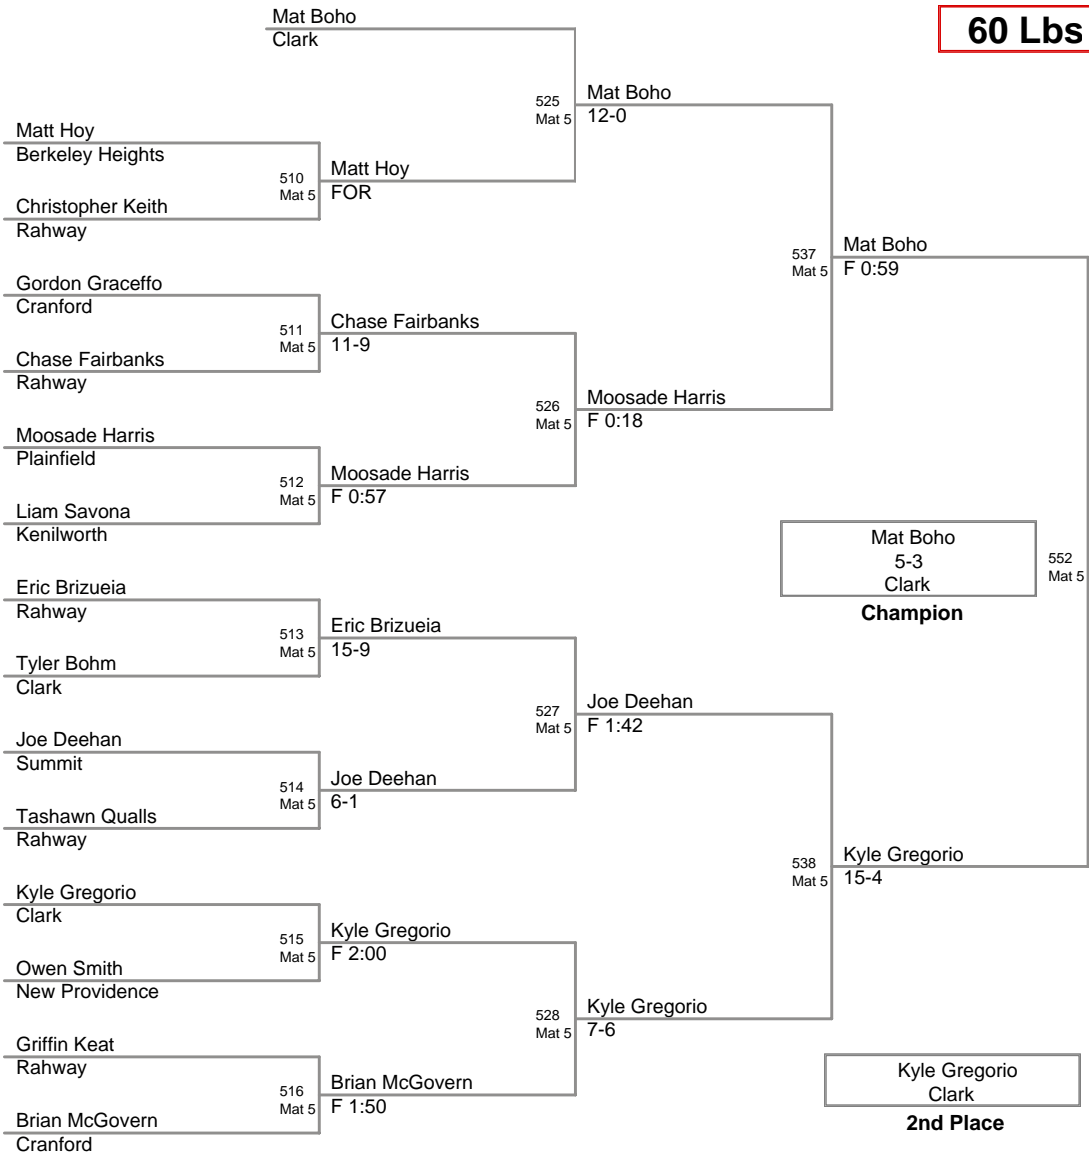 Mat Boho
Clark
60 Lbs
525
Mat 5
Mat Boho
12-0
Matt Hoy
Berkeley Heights
510
Mat 5
Matt Hoy
FOR
Christopher Keith
Rahway
537
Mat 5
Mat Boho
F 0:59
Gordon Graceffo
Cranford
511
Mat 5
Chase Fairbanks
11-9
Chase Fairbanks
Rahway
526
Mat 5
Moosade Harris
F 0:18
Moosade Harris
Plainfield
512
Mat 5
Moosade Harris
F 0:57
Liam Savona
Kenilworth
Mat Boho
5-3
Clark
Champion
552
Mat 5
Eric Brizueia
Rahway
513
Mat 5
Eric Brizueia
15-9
Tyler Bohm
Clark
527
Mat 5
Joe Deehan
F 1:42
Joe Deehan
Summit
514
Mat 5
Joe Deehan
6-1
Tashawn Qualls
Rahway
538
Mat 5
Kyle Gregorio
15-4
Kyle Gregorio
Clark
515
Mat 5
Kyle Gregorio
F 2:00
Owen Smith
New Providence
528
Mat 5
Kyle Gregorio
7-6
Griffin Keat
Rahway
516
Mat 5
Brian McGovern
F 1:50
Brian McGovern
Cranford
Kyle Gregorio
Clark
2nd Place